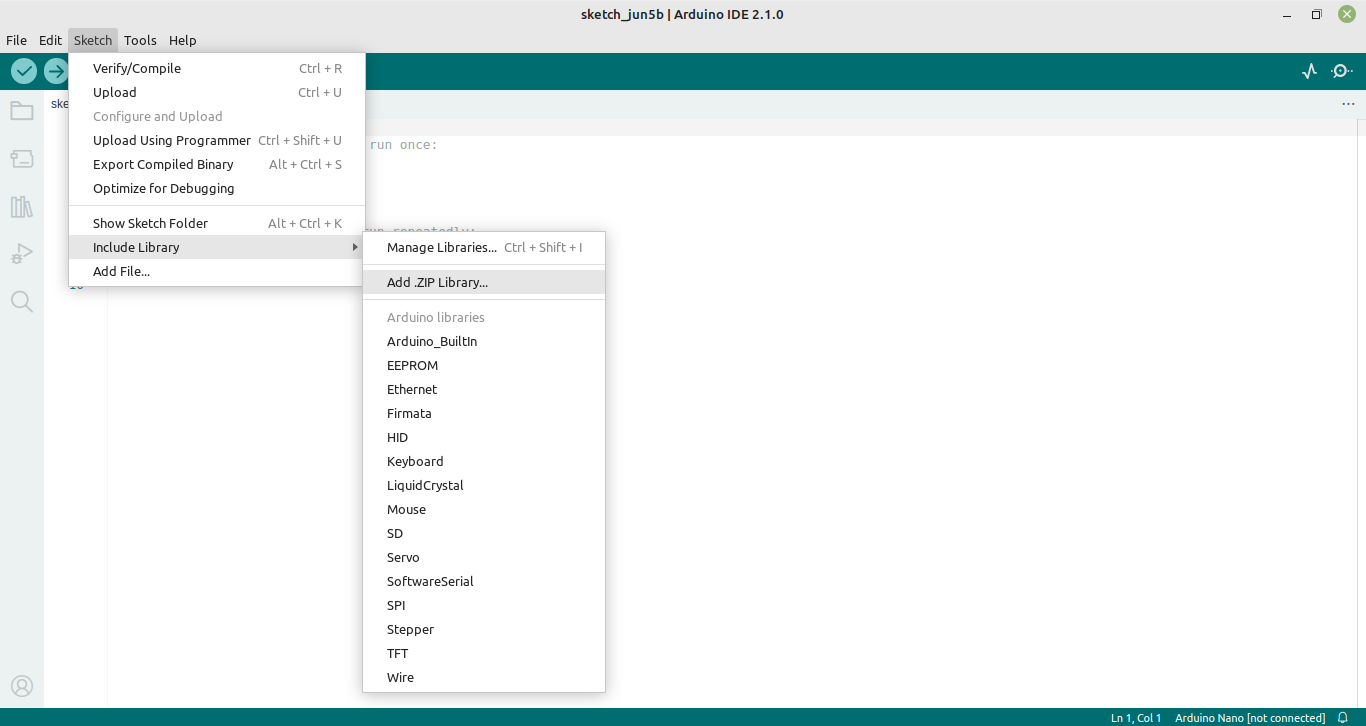 sketch_jun5b | Arduino IDE 2.1.0
File Edit Sketch Tools Help
Verify/Compile Ctrl + R
Upload Ctrl + U
Configure and Upload
Upload Using Programmer Ctrl + Shift + U
Export Compiled Binary Alt + Ctrl + S
Optimize for Debugging
Show Sketch Folder Alt + Ctrl + K
Include Library
Add File...
ske
run once:
Manage Libraries... Ctrl + Shift + I
Add .ZIP Library...
Arduino libraries
Arduino_BuiltIn
EEPROM
Ethernet
Firmata
HID
Keyboard
LiquidCrystal
Mouse
SD
Servo
SoftwareSerial
SPI
Stepper
TFT
Wire
Ln 1, Col 1 Arduino Nano [not connected]